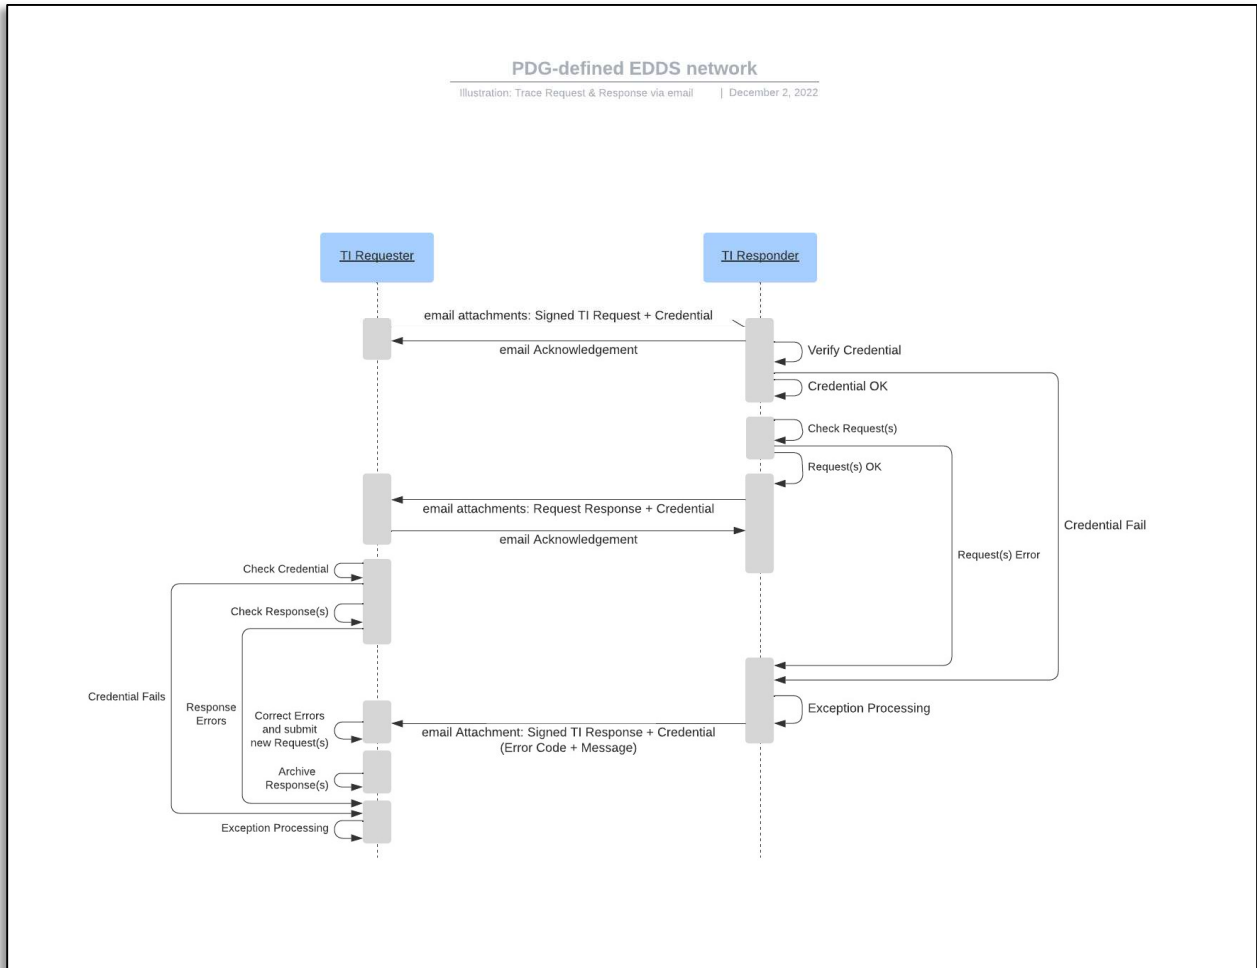 PDG-defined EDDS network
Illustration: Trace Request & Response via email | December 2, 2022
TI Requester
TI Responder
email attachments: Signed TI Request + Credential
email Acknowledgement
Verify Credential
Credential OK
Check Request(s)
Request(s) OK
email attachments: Request Response + Credential
Credential Fail
email Acknowledgement
Request(s) Error
Check Credential
Check Response(s)
Credential Fails
Response
Errors
Correct Errors
and submit
new Request(s)
Exception Processing
email Attachment: Signed TI Response + Credential
(Error Code + Message)
Archive
Response(s)
Exception Processing